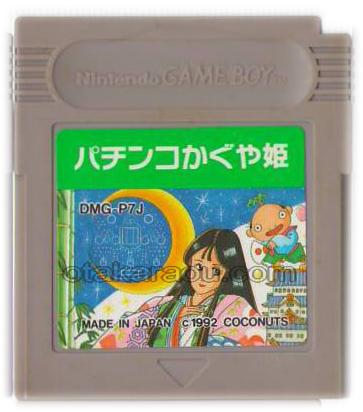 Nintendo GAME BOY TM
パチンコかぐや姫
DMG-P7J
otakaraou.com
MADE IN JAPAN c 1992 COCONUTS